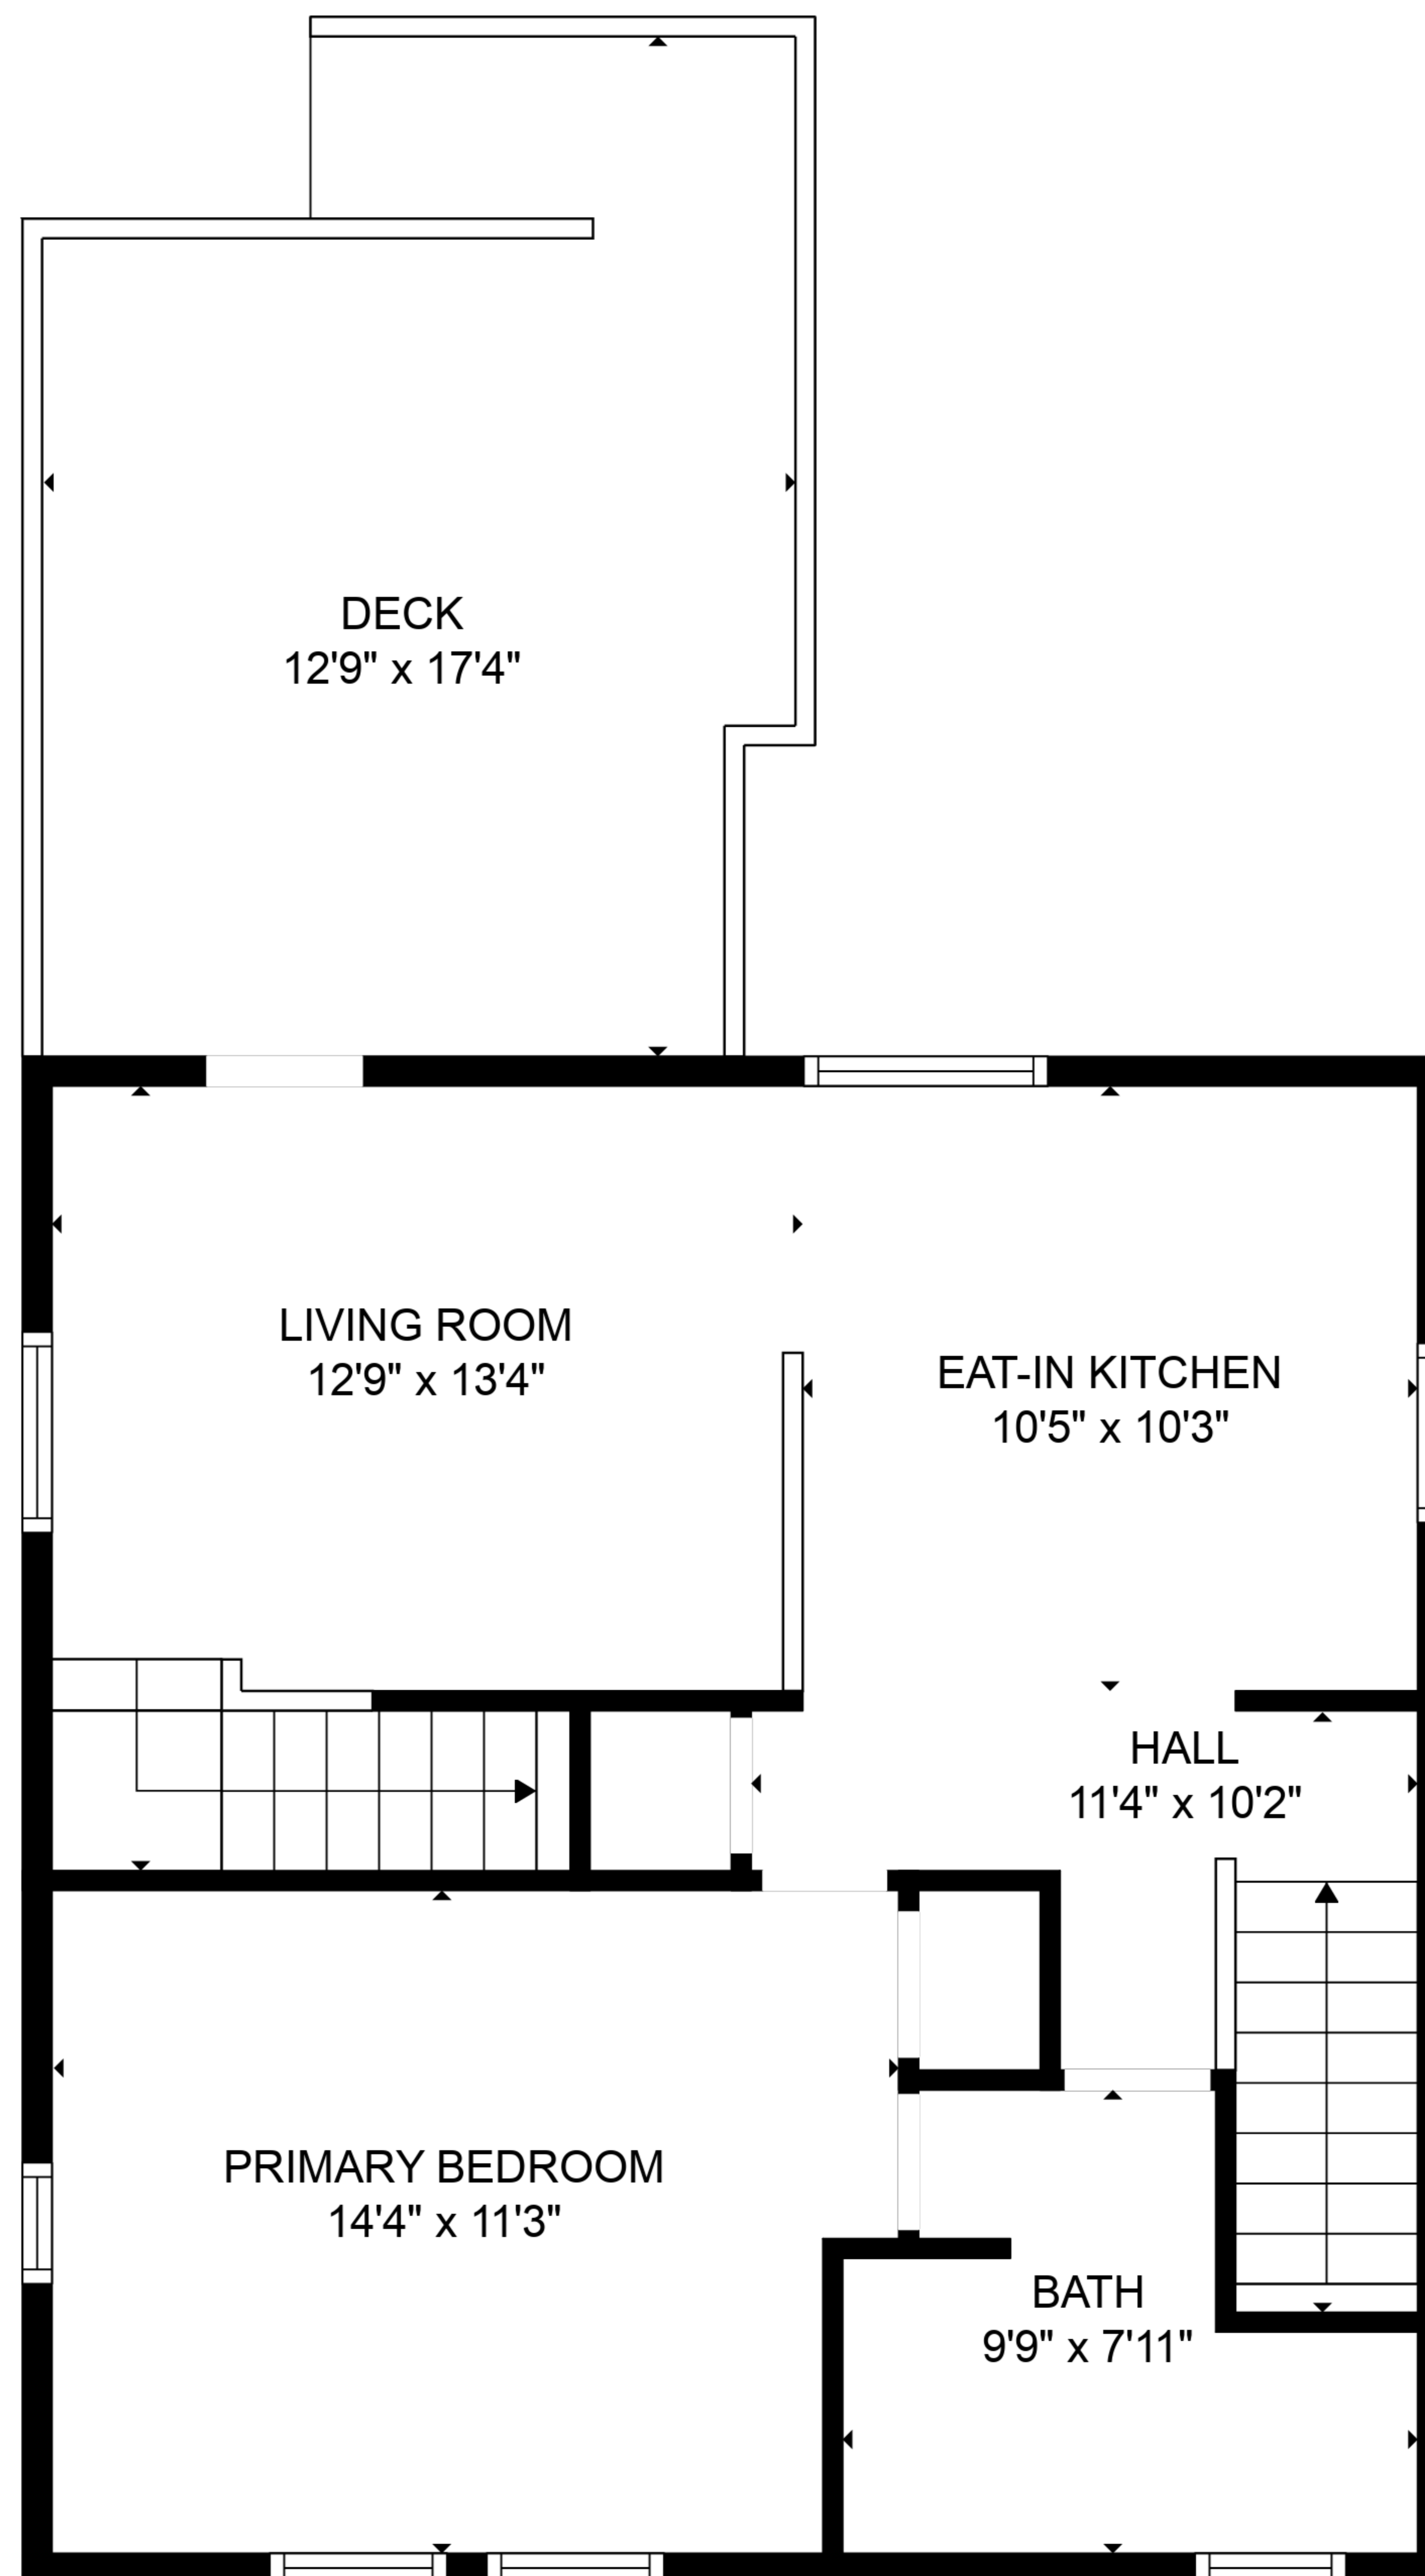 DECK
12'9" x 17'4"
LIVING ROOM
12'9" x 13'4"
EAT-IN KITCHEN
10'5" x 10'3"
HALL
11'4" x 10'2"
PRIMARY BEDROOM
14'4" x 11'3"
BATH
9'9" x 7'11"